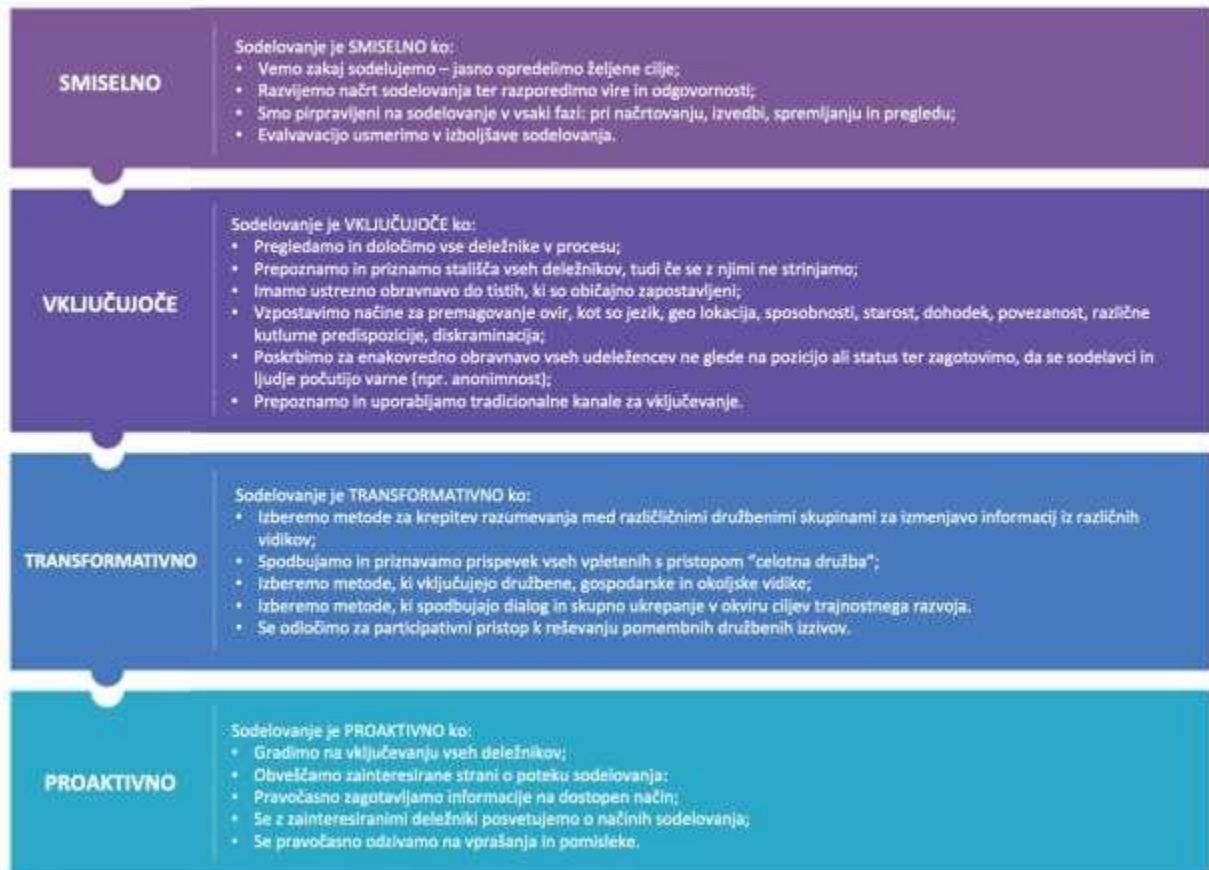 SMISELNO
Sodelovanje je SMISELNO ko:
• Vemo zakaj sodelujemo – jasno opredelimo željene cilje;
• Razvijemo načrt sodelovanja ter razporedimo vire in odgovornosti;
• Smo pirpravljeni na sodelovanje v vsaki fazi: pri načrtovanju, izvedbi, spremljanju in pregledu;
• Evalvavacijo usmerimo v izboljšave sodelovanja.
VKLJUČUJOČE
Sodelovanje je VKLJUČUJOČE ko:
• Pregledamo in določimo vse deležnike v procesu;
• Prepoznamo in priznamo stališča vseh deležnikov, tudi če se z njimi ne strinjamo;
• Imamo ustrezno obravnavo do tistih, ki so običajno zapostavljeni;
• Vzpostavimo načine za premagovanje ovir, kot so jezik, geo lokacija, sposobnosti, starost, dohodek, povezanost, različne
kutlurne predispozicije, diskraminacija;
• Poskrbimo za enakovredno obravnavo vseh udeležencev ne glede na pozicijo ali status ter zagotovimo, da se sodelavci in
ljudje počutijo varne (npr. anonimnost);
• Prepoznamo in uporabljamo tradicionalne kanale za vključevanje.
TRANSFORMATIVNO
Sodelovanje je TRANSFORMATIVNO ko:
• Izberemo metode za krepitev razumevanja med različličnimi družbenimi skupinami za izmenjavo informacij iz različnih
vidikov;
• Spodbujamo in priznavamo prispevek vseh vpletenih s pristopom “celotna družba”;
• Izberemo metode, ki vključujejo družbene, gospodarske in okoljske vidike;
• Izberemo metode, ki spodbujajo dialog in skupno ukrepanje v okviru ciljev trajnostnega razvoja.
• Se odločimo za participativni pristop k reševanju pomembnih družbenih izzivov.
PROAKTIVNO
Sodelovanje je PROAKTIVNO ko:
• Gradimo na vključevanju vseh deležnikov;
• Obveščamo zainteresirane strani o poteku sodelovanja:
• Pravočasno zagotavljamo informacije na dostopen način;
• Se z zainteresiranimi deležniki posvetujemo o načinih sodelovanja;
• Se pravočasno odzivamo na vprašanja in pomisleke.